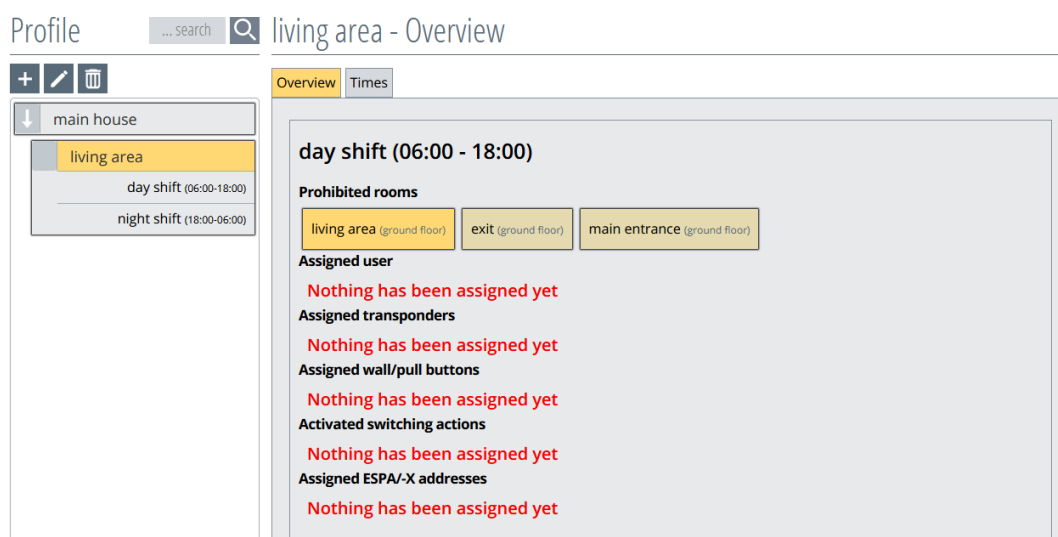 Profile
... search
living area - Overview
Overview
Times
main house
living area
day shift (06:00-18:00)
night shift (18:00-06:00)
day shift (06:00 - 18:00)
Prohibited rooms
living area (ground floor)
exit (ground floor)
main entrance (ground floor)
Assigned user
Nothing has been assigned yet
Assigned transponders
Nothing has been assigned yet
Assigned wall/pull buttons
Nothing has been assigned yet
Activated switching actions
Nothing has been assigned yet
Assigned ESPA/-X addresses
Nothing has been assigned yet